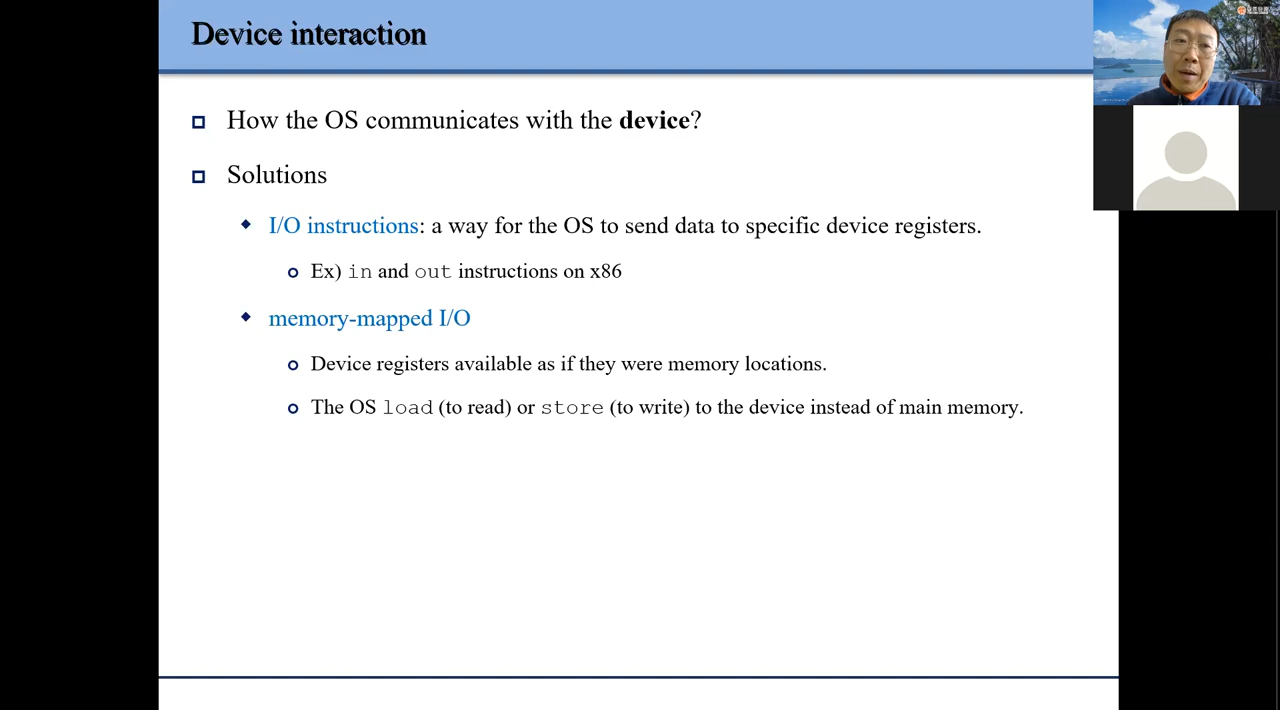 Device interaction
How the OS communicates with the device?
Solutions
I/O instructions: a way for the OS to send data to specific device registers.
Ex) in and out instructions on x86
memory-mapped I/O
Device registers available as if they were memory locations.
The OS load (to read) or store (to write) to the device instead of main memory.